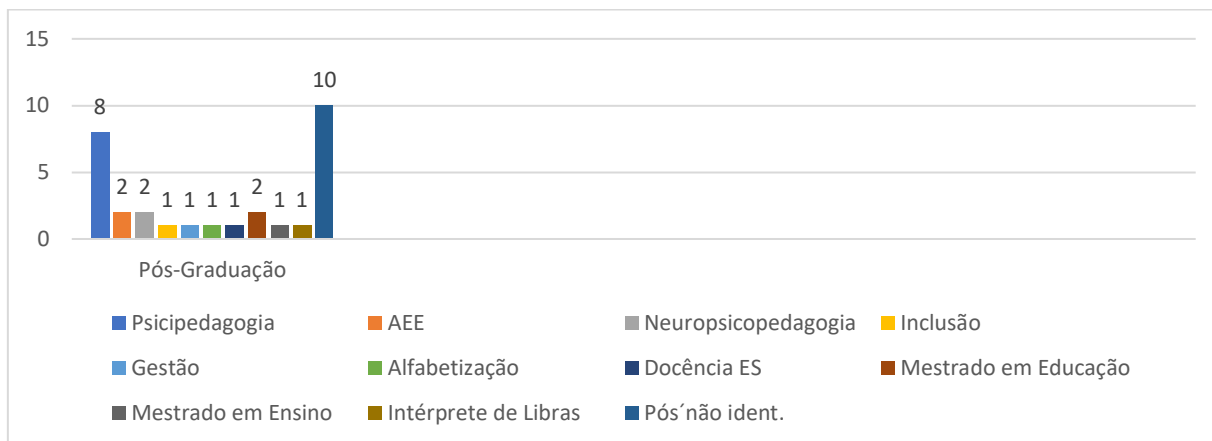 15
10
10
8
5
2 2 1 1 1 1 2 1 1
0
Pós-Graduação
Psicipedagogia AEE Neuropsicopedagogia Inclusão
Gestão Alfabetização Docência ES Mestrado em Educação
Mestrado em Ensino Intérprete de Libras Pós´não ident.